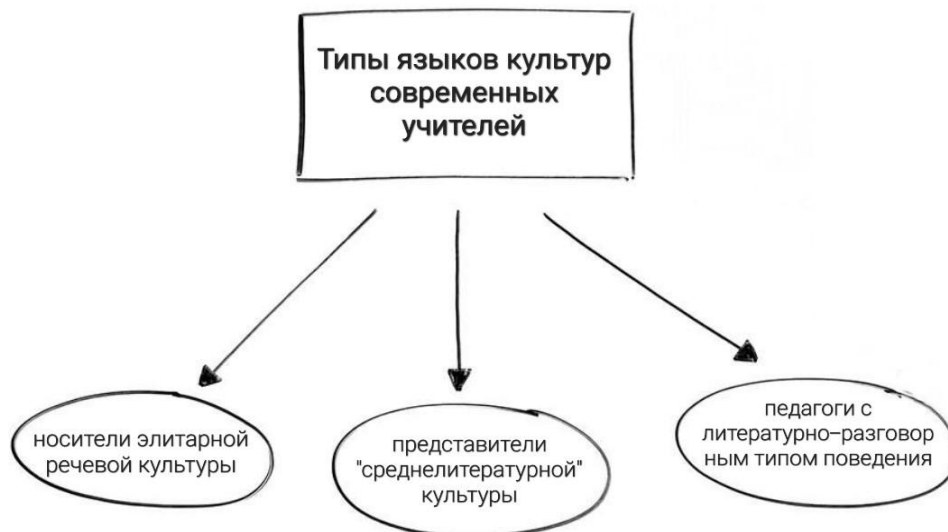 Типы языков культур
современных
учителей
носители элитарной
речевой культуры
представители
"среднелитературной"
культуры
педагоги с
литературно-разговор
ным типом поведения